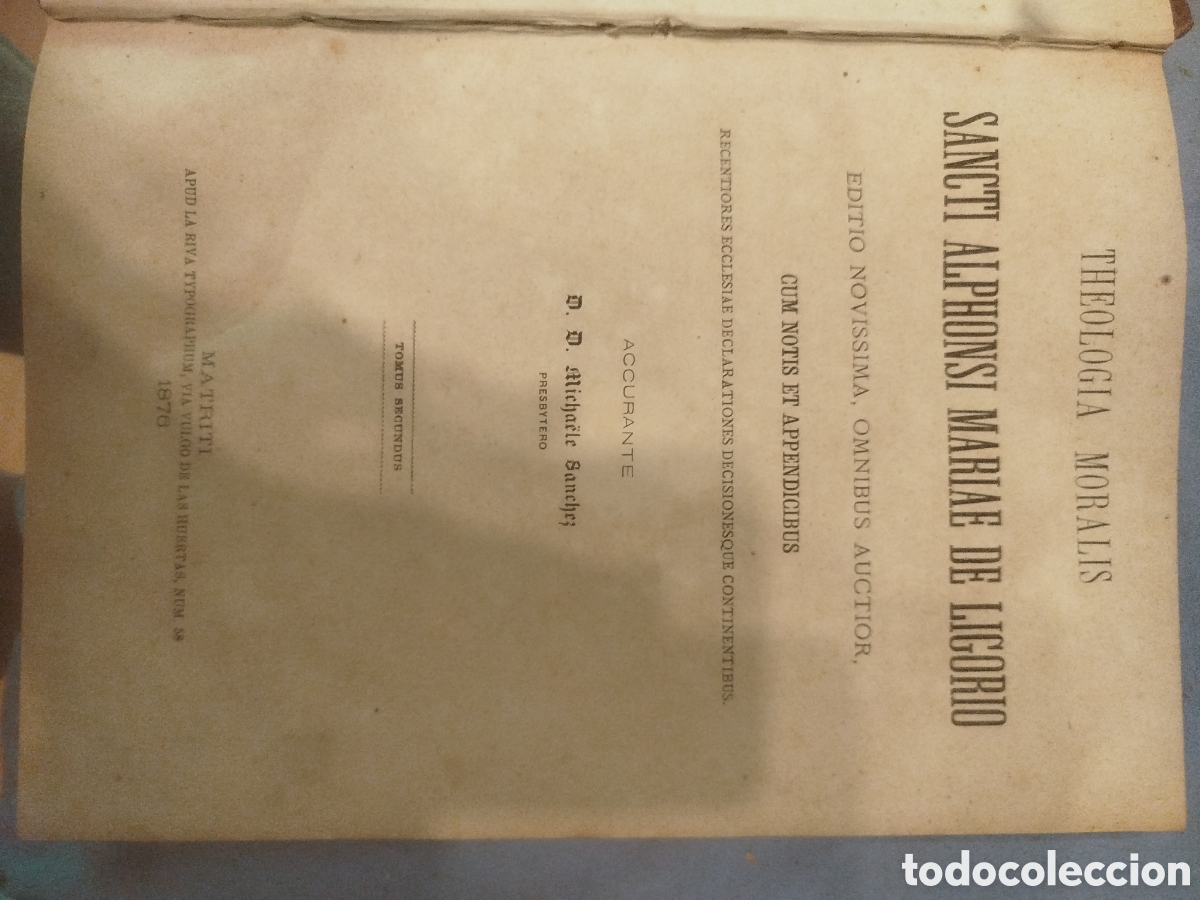 THEOLOGIA MORALIS
SANCTI ALPHONSI MARIAE DE LIGORIO
EDITIO NOVISSIMA, OMNIBUS AUCTIOR,
CUM NOTIS ET APPENDICIBUS
RECENTIORES ECCLESIAE DECLARATIONES DECISIONESQUE CONTINENTIBUS.
ACCURANTE
D. D. Michaële Sanchez
PRESBYTERO
TOMUS SECUNDUS
MATRITI
APUD LA RIVA TYPOGRAPHUM, VIA VULGO DE LAS HUERTAS, NUM 58
1876
todocoleccion